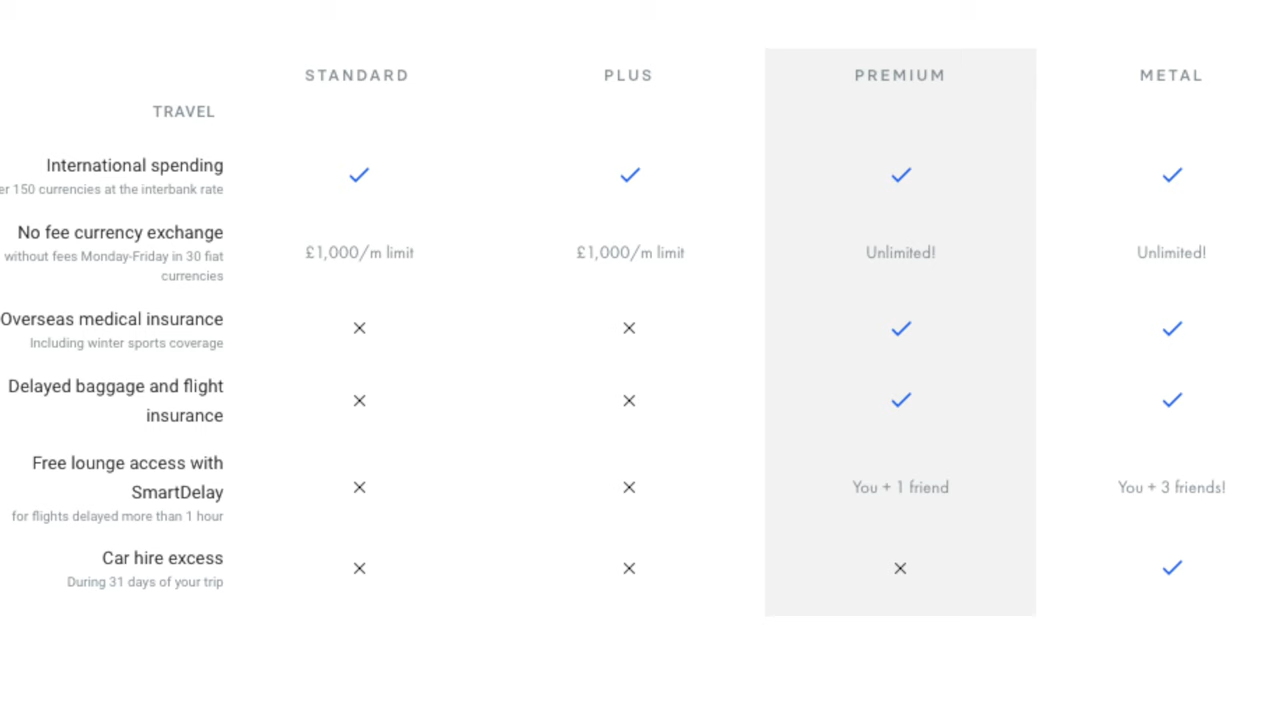 STANDARD PLUS PREMIUM METAL
TRAVEL
International spending
150 currencies at the interbank rate
No fee currency exchange
without fees Monday-Friday in 30 fiat
currencies
£1,000/m limit £1,000/m limit Unlimited! Unlimited!
Overseas medical insurance
Including winter sports coverage
Delayed baggage and flight
insurance
Free lounge access with
SmartDelay
for flights delayed more than 1 hour
You + 1 friend You + 3 friends!
Car hire excess
During 31 days of your trip